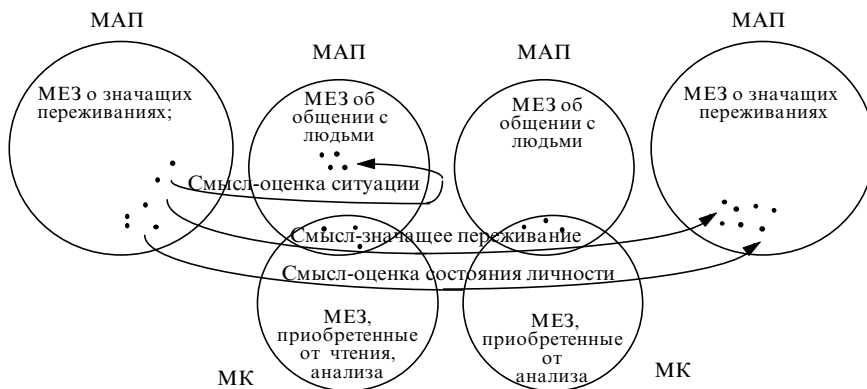 МАП
МАП
МАП
МАП
МЕЗ о значащих
переживаниях;
МЕЗ об
общении с
людьми
МЕЗ об
общении с
людьми
МЕЗ о значащих
переживаниях
Смысл-оценка ситуации
Смысл-значащее переживание
Смысл-оценка состояния личности
МЕЗ,
приобретенные
от чтения,
анализа
МЕЗ,
приобретенные
от
анализа
МК
МК